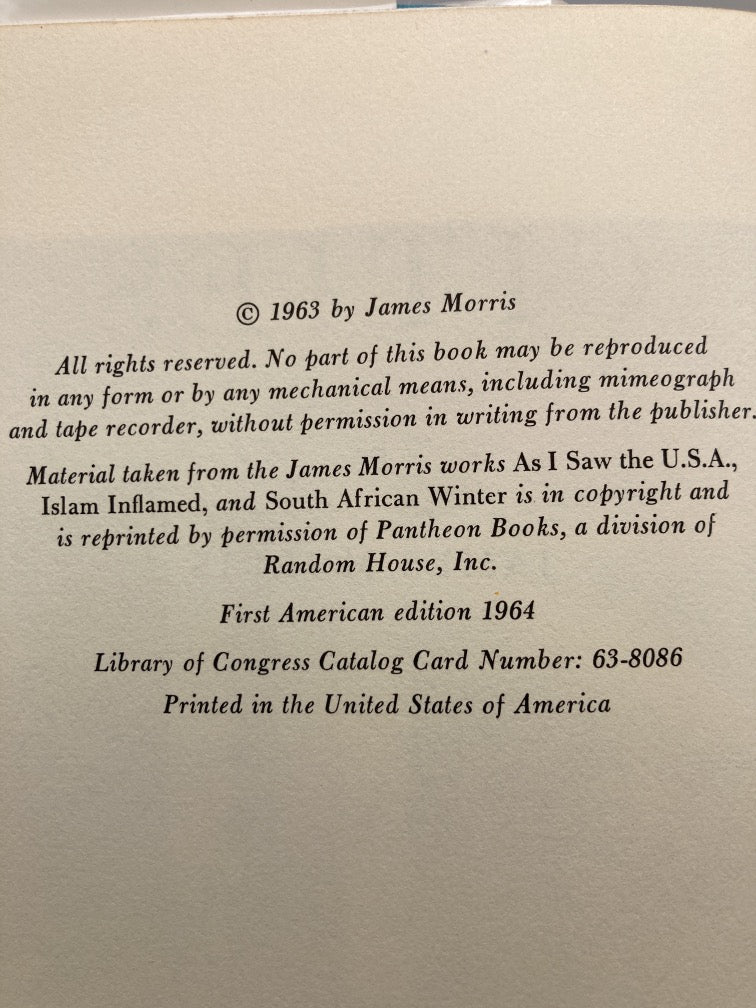 © 1963 by James Morris
All rights reserved. No part of this book may be reproduced
in any form or by any mechanical means, including mimeograph
and tape recorder, without permission in writing from the publisher.
Material taken from the James Morris works As I Saw the U.S.A.,
Islam Inflamed, and South African Winter is in copyright and
is reprinted by permission of Pantheon Books, a division of
Random House, Inc.
First American edition 1964
Library of Congress Catalog Card Number: 63-8086
Printed in the United States of America